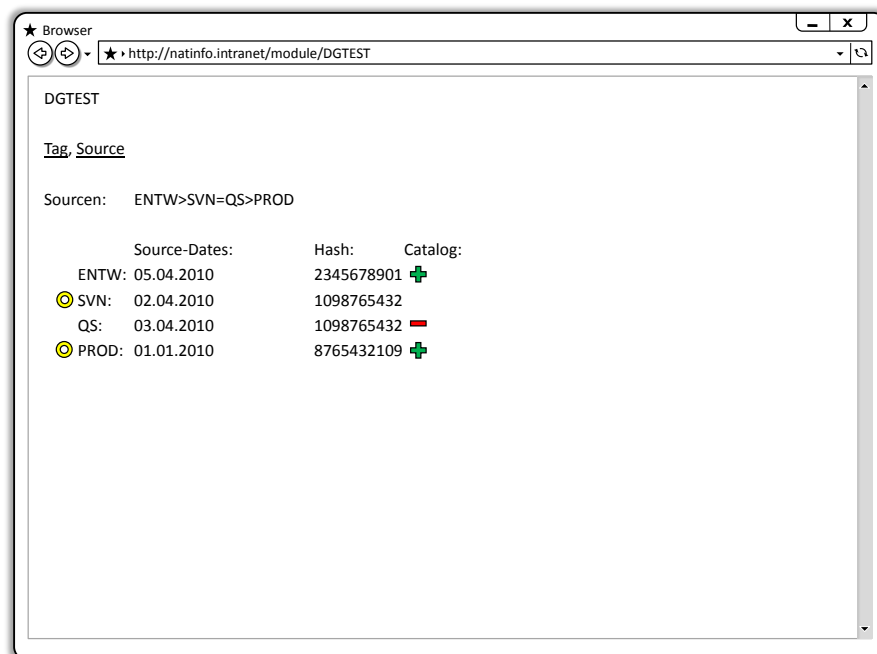 Browser
http://natinfo.intranet/module/DGTEST
DGTEST
Tag, Source
Sourcen: ENTW>SVN=QS>PROD
Source-Dates: Hash: Catalog:
ENTW: 05.04.2010 2345678901
SVN: 02.04.2010 1098765432
QS: 03.04.2010 1098765432
PROD: 01.01.2010 8765432109